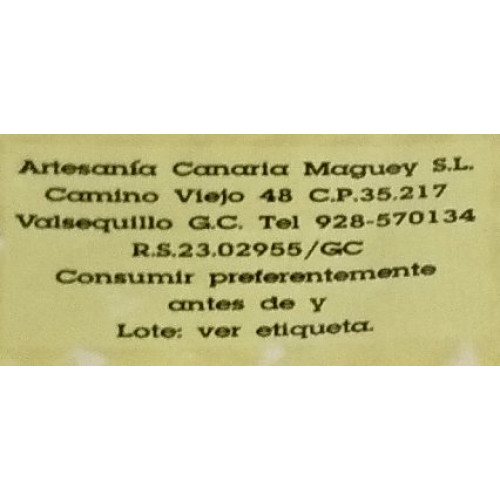 Artesanía Canaria Maguey S.L.
Camino Viejo 48 C.P.35.217
Valsequillo G.C. Tel 928-570134
R.S.23.02955/GC
Consumir preferentemente
antes de y
Lote: ver etiqueta.